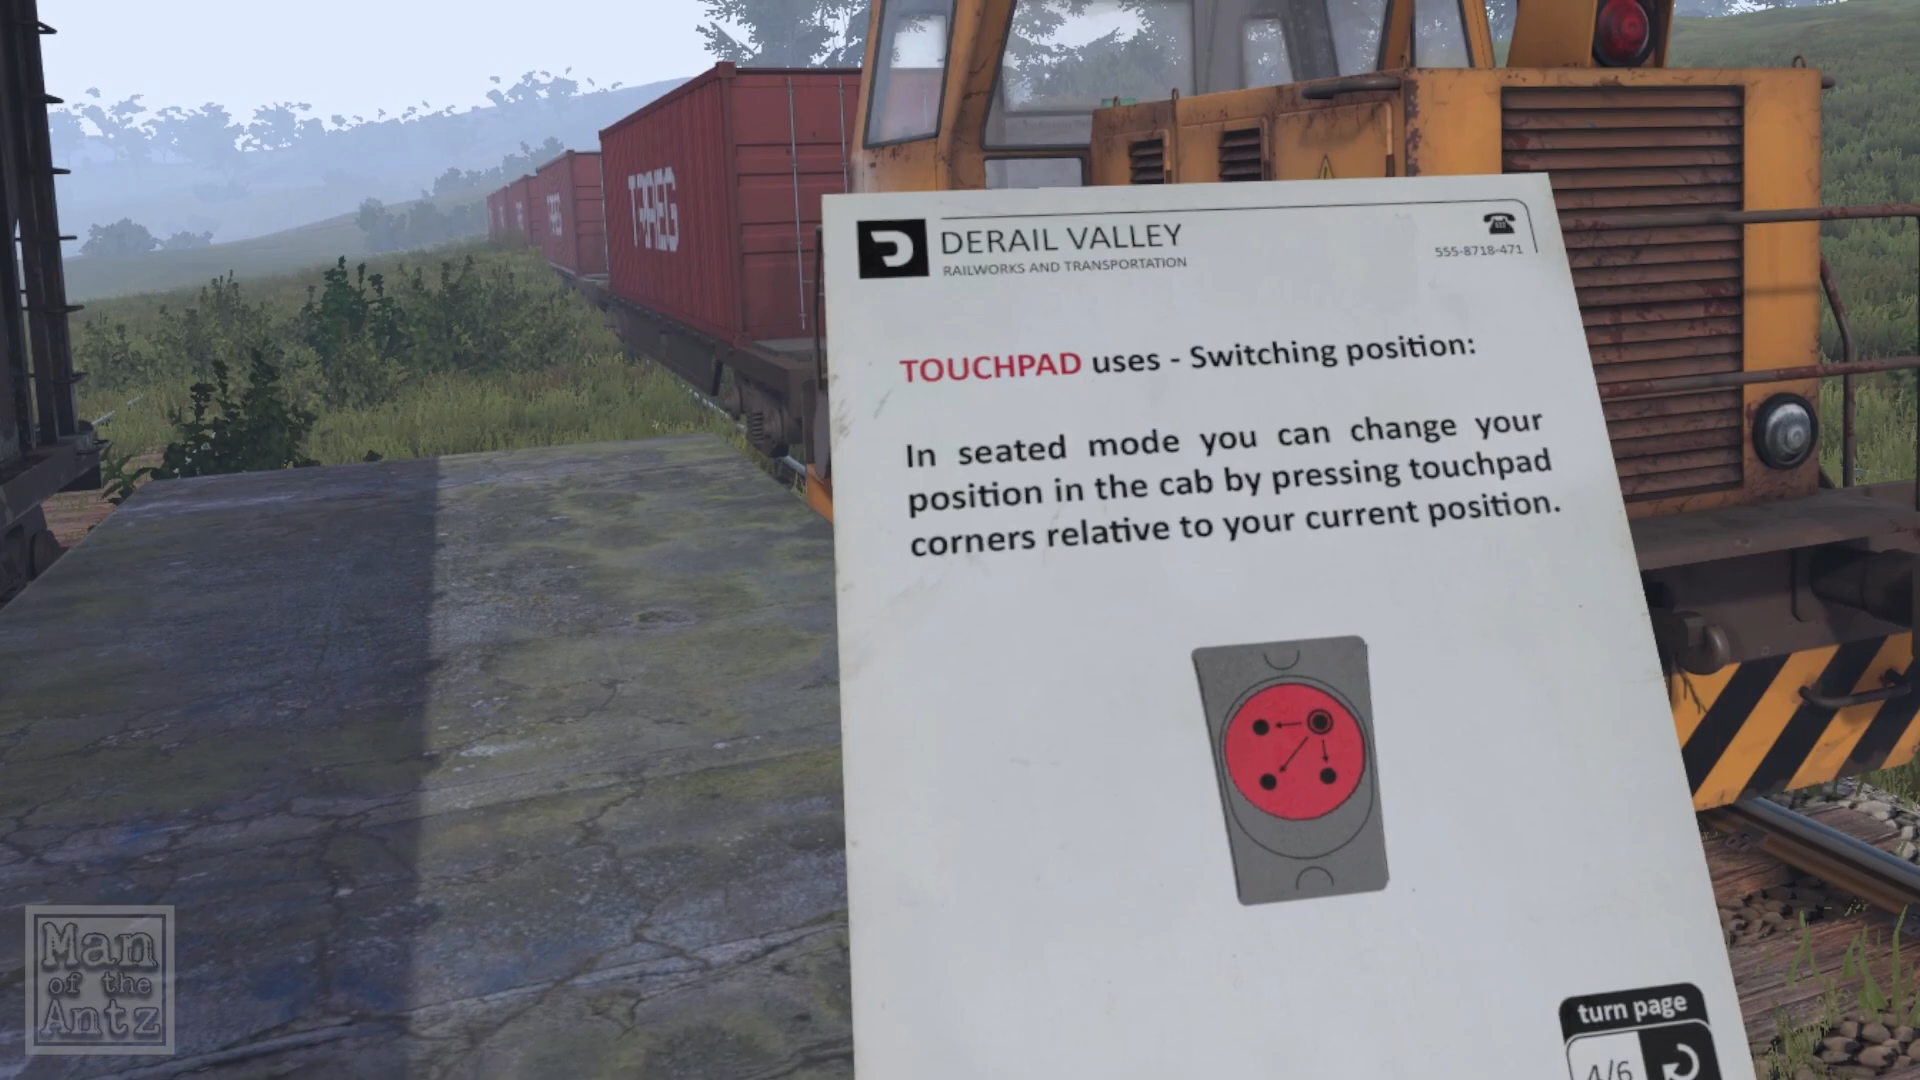 DERAIL VALLEY
RAILWORKS AND TRANSPORTATION
555-8718-471
TOUCHPAD uses - Switching position:
In seated mode you can change your
position in the cab by pressing touchpad
corners relative to your current position.
turn page
4/6
Man
of the
Antz